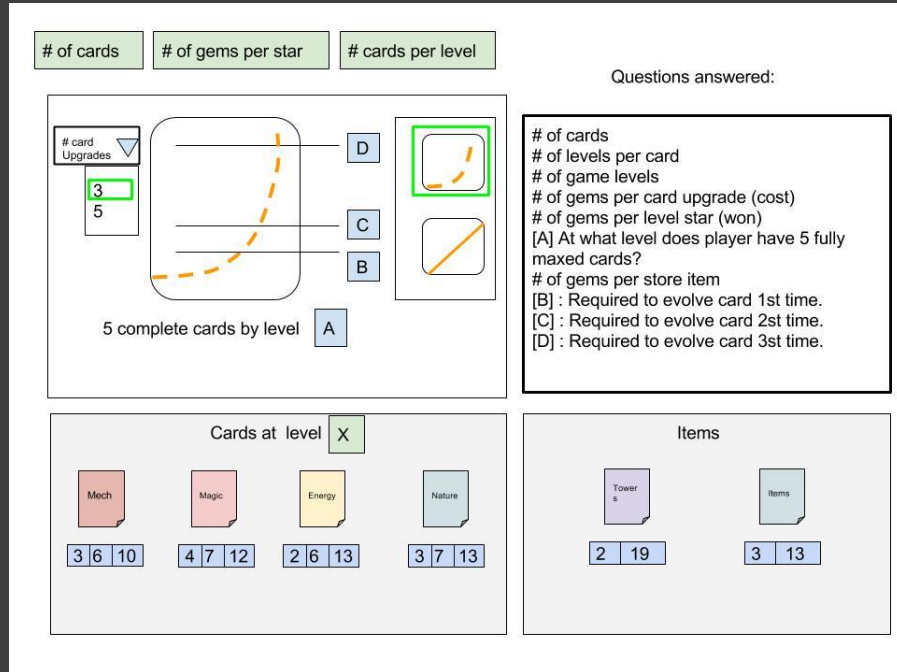 # of cards
# of gems per star
# cards per level
Questions answered:
# card
Upgrades
3
5
D
C
B
5 complete cards by level A
# of cards
# of levels per card
# of game levels
# of gems per card upgrade (cost)
# of gems per level star (won)
[A] At what level does player have 5 fully
maxed cards?
# of gems per store item
[B] : Required to evolve card 1st time.
[C] : Required to evolve card 2st time.
[D] : Required to evolve card 3st time.
Cards at level X
Mech
Magic
Energy
Nature
3 6 10
4 7 12
2 6 13
3 7 13
Items
Tower
s
Items
2 19
3 13